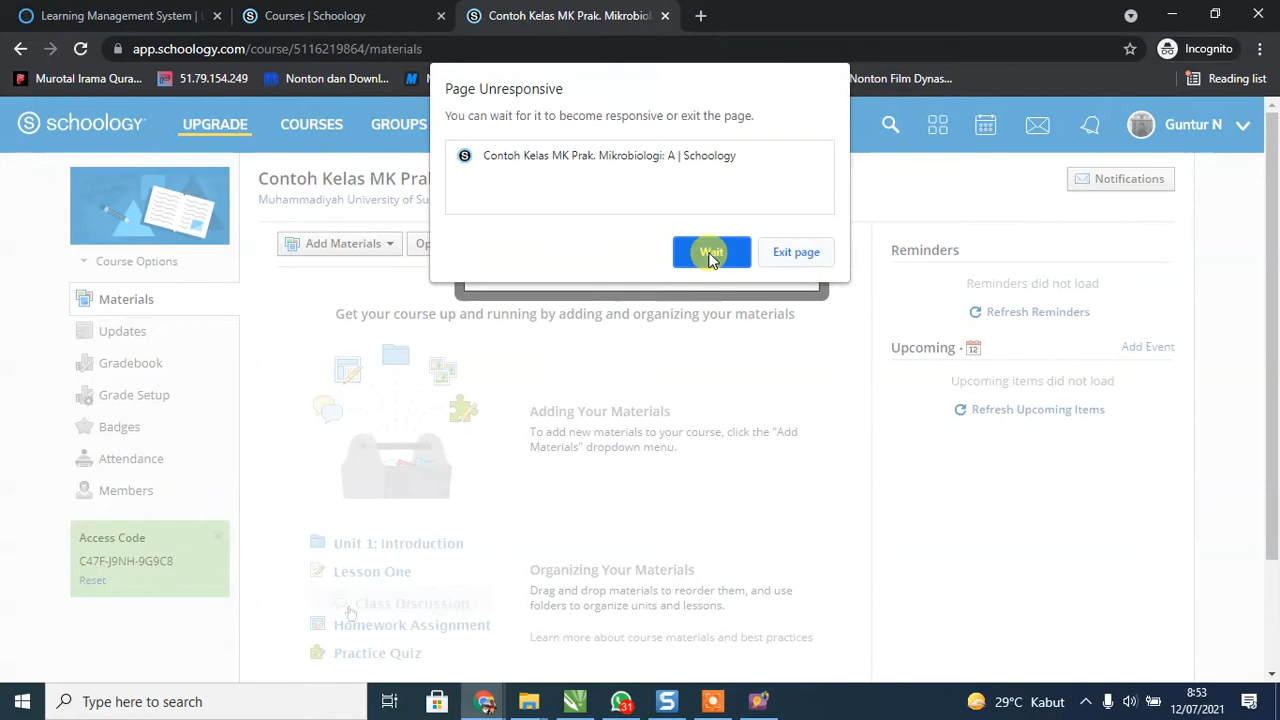 Learning Management System | L
Courses | Schoology
Contoh Kelas MK Prak. Mikrobiol
app.schoology.com/course/5116219864/materials
Incognito
Murotal Irama Qura...
51.79.154.249
Nonton dan Downl...
Nonton Film Dynas...
Reading list
Page Unresponsive
You can wait for it to become responsive or exit the page.
Contoh Kelas MK Prak. Mikrobiologi: A | Schoology
Wait
Exit page
S schoology
UPGRADE
COURSES
GROUPS
Guntur N
Contoh Kelas MK Pra
Muhammadiyah University of Su
Notifications
Add Materials
Op
Course Options
Materials
Updates
Gradebook
Grade Setup
Badges
Attendance
Members
Access Code
C47F-J9NH-9G9C8
Reset
Get your course up and running by adding and organizing your materials
Adding Your Materials
To add new materials to your course, click the "Add
Materials" dropdown menu.
Unit 1: Introduction
Lesson One
Class Discussion
Homework Assignment
Practice Quiz
Organizing Your Materials
Drag and drop materials to reorder them, and use
folders to organize units and lessons.
Learn more about course materials and best practices
Reminders
Reminders did not load
Refresh Reminders
Upcoming - 12
Add Event
Upcoming items did not load
Refresh Upcoming Items
Type here to search
31
29°C Kabut
8:53
12/07/2021